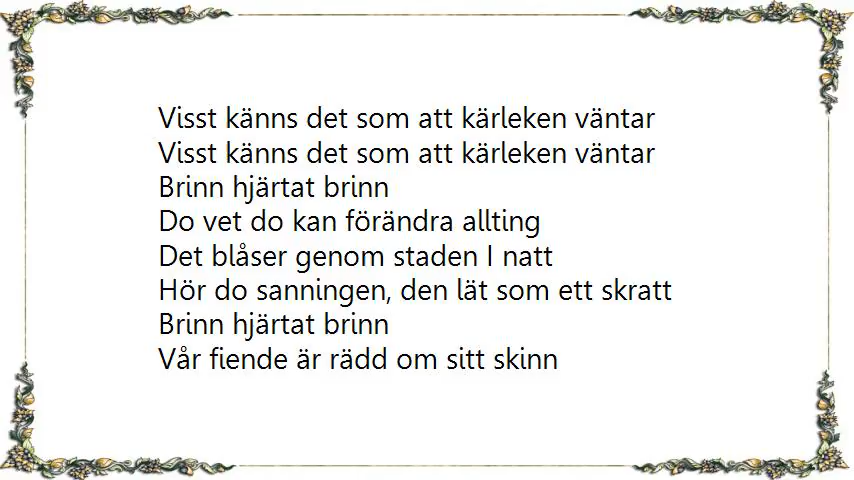 Visst känns det som att kärleken väntar
Visst känns det som att kärleken väntar
Brinn hjärtat brinn
Do vet do kan förändra allting
Det blåser genom staden I natt
Hör do sanningen, den lät som ett skratt
Brinn hjärtat brinn
Vår fiende är rädd om sitt skinn